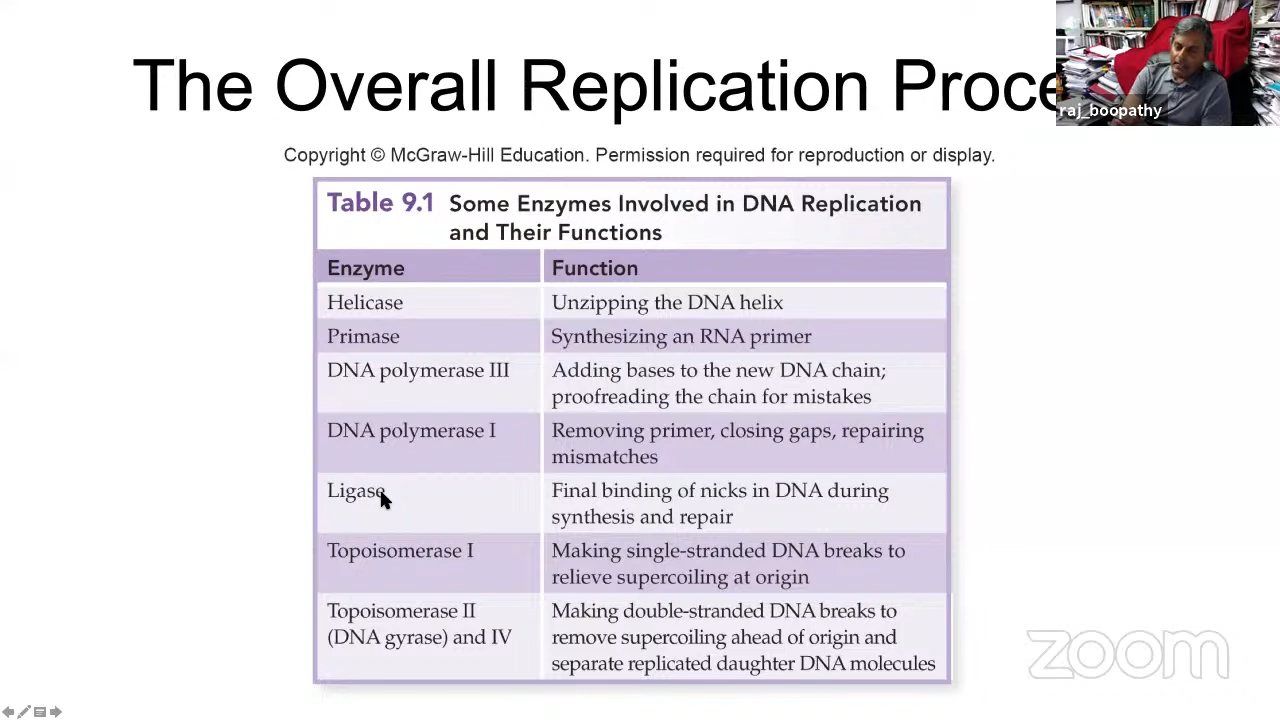 The Overall Replication Proce
raj_boopathy
Copyright © McGraw-Hill Education. Permission required for reproduction or display.
Table 9.1 Some Enzymes Involved in DNA Replication
and Their Functions
Enzyme Function
Helicase Unzipping the DNA helix
Primase Synthesizing an RNA primer
DNA polymerase III Adding bases to the new DNA chain;
proofreading the chain for mistakes
DNA polymerase I Removing primer, closing gaps, repairing
mismatches
Ligase Final binding of nicks in DNA during
synthesis and repair
Topoisomerase I Making single-stranded DNA breaks to
relieve supercoiling at origin
Topoisomerase II Making double-stranded DNA breaks to
(DNA gyrase) and IV remove supercoiling ahead of origin and
separate replicated daughter DNA molecules
zoom